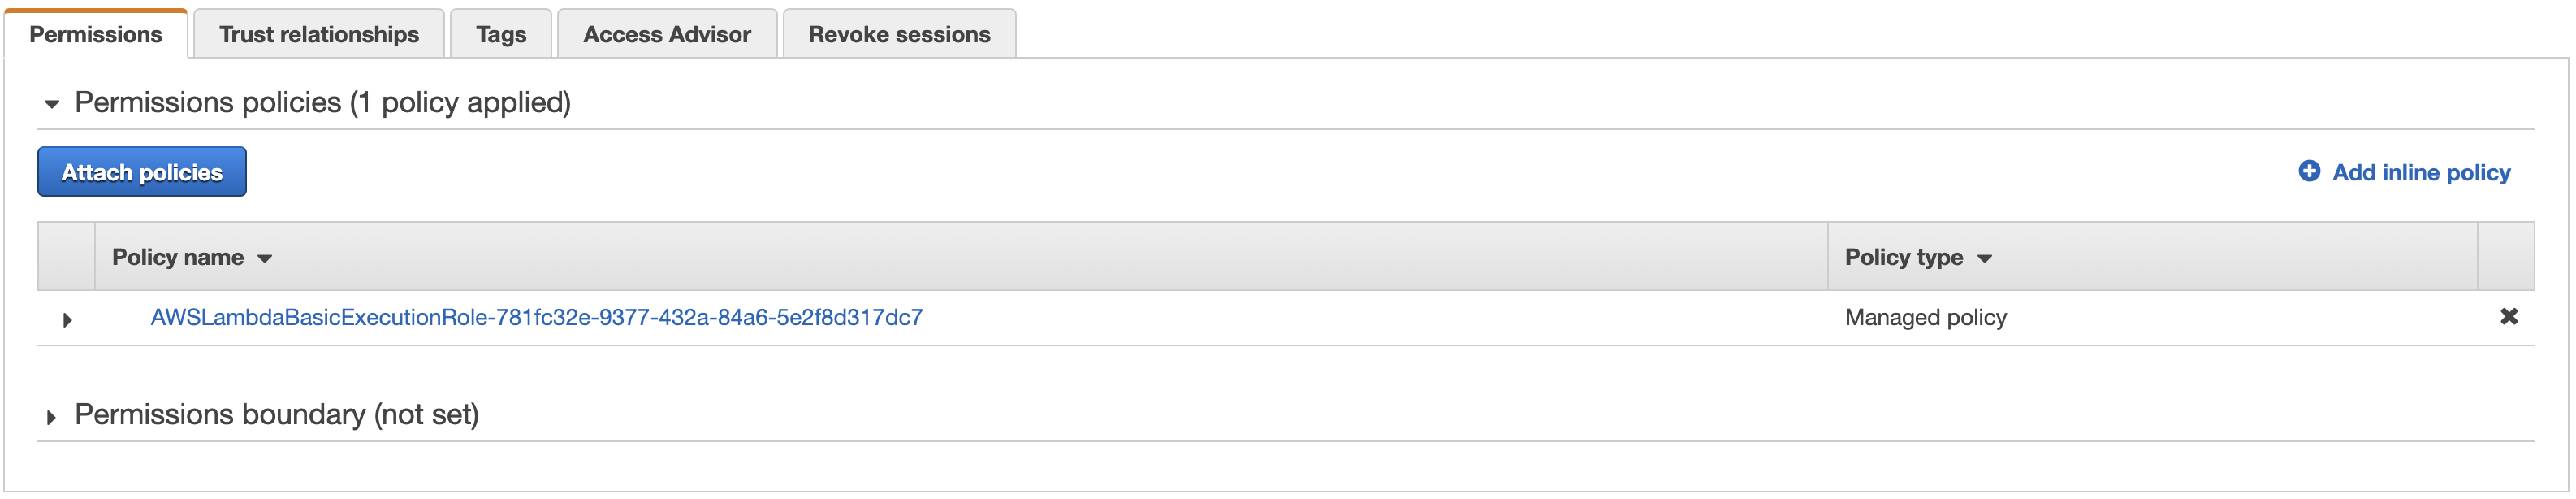 Permissions Trust relationships Tags Access Advisor Revoke sessions
Permissions policies (1 policy applied)
Attach policies Add inline policy
Policy name Policy type
AWSLambdaBasicExecutionRole-781fc32e-9377-432a-84a6-5e2f8d317dc7 Managed policy
Permissions boundary (not set)